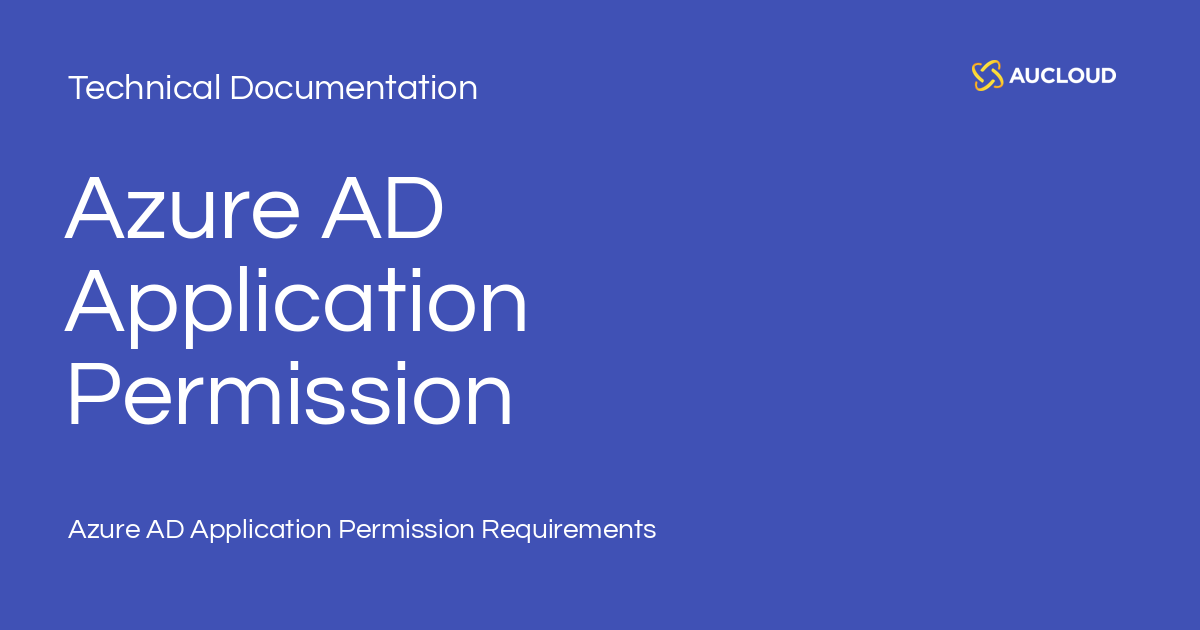 Technical Documentation
AUCLOUD
Azure AD
Application
Permission
Azure AD Application Permission Requirements